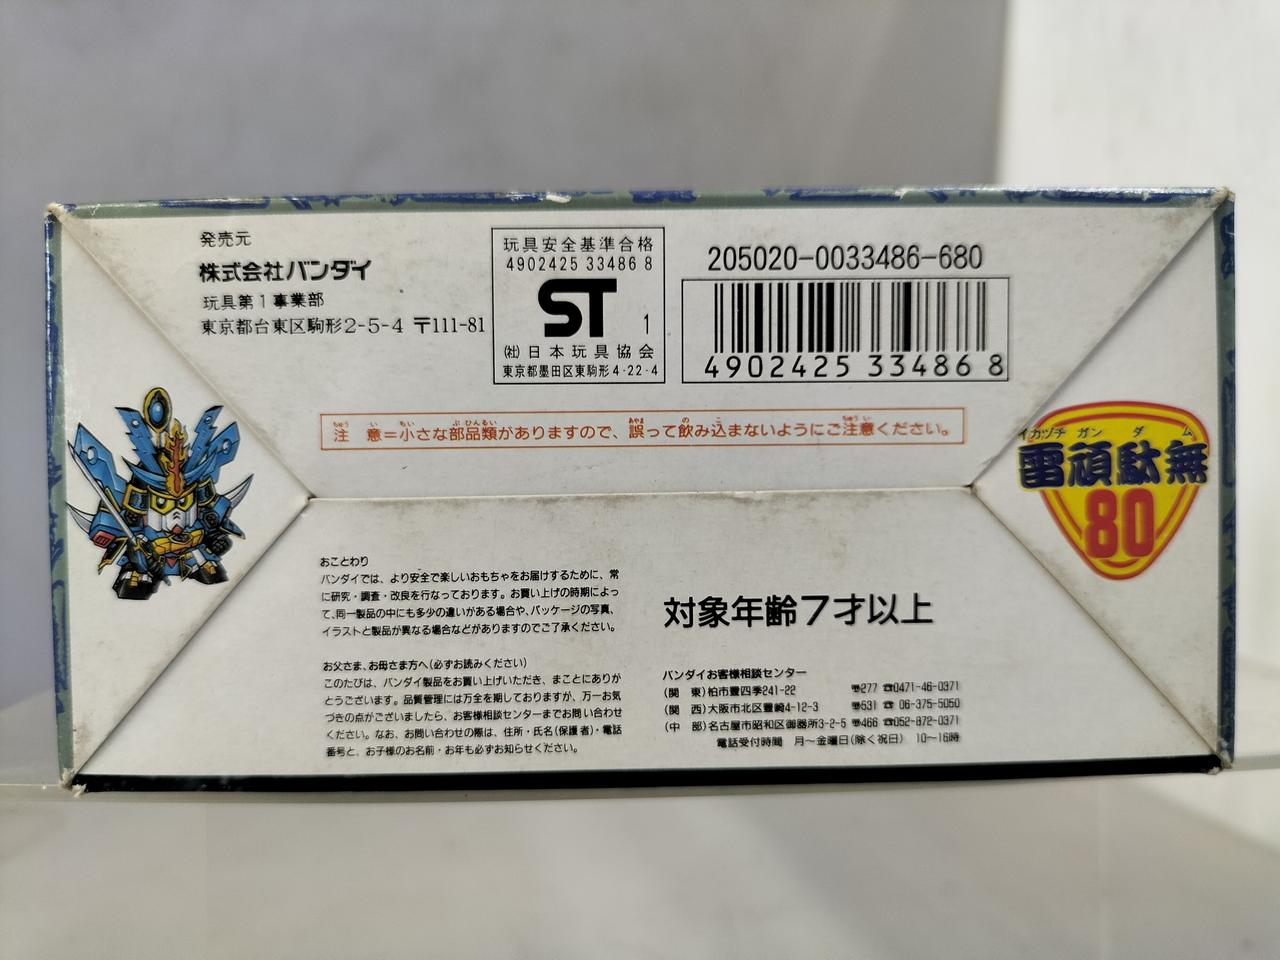 発売元
株式会社バンダイ
玩具第1事業部
東京都台東区駒形2-5-4 〒111-81
玩具安全基準合格
4902425 33486 8
ST 1
(社)日本玩具協会
東京都墨田区東駒形4-22-4
205020-0033486-680
4902425 334868
ちゅう い ちい ぶ ひんるい あやま の こ ちゅう い
注 意=小さな部品類がありますので、誤って飲み込まないようにご注意ください。
イカヅチ ガン ダ ム
雷頑駄無
80
おことわり
バンダイでは、より安全で楽しいおもちゃをお届けするために、常
に研究・調査・改良を行なっております。お買い上げの時期によっ
て、同一製品の中にも多少の違いがある場合や、パッケージの写真、
イラストと製品が異なる場合などがありますのでご了承ください。
お父さま、お母さま方へ(必ずお読みください)
このたびは、バンダイ製品をお買い上げいただき、まことにありが
とうございます。品質管理には万全を期しておりますが、万一お気
づきの点がございましたら、お客様相談センターまでお問い合わせ
ください。なお、お問い合わせの際は、住所・氏名(保護者)・電話
番号と、お子様のお名前・お年も必ずお知らせください。
対象年齢7才以上
バンダイお客様相談センター
(関 東)柏市豊四季241-22 〠277 ☎0471-46-0371
(関 西)大阪市北区豊崎4-12-3 〠531 ☎06-375-5050
(中 部)名古屋市昭和区御器所3-2-5 〠466 ☎052-872-0371
電話受付時間 月~金曜日(除く祝日) 10~16時